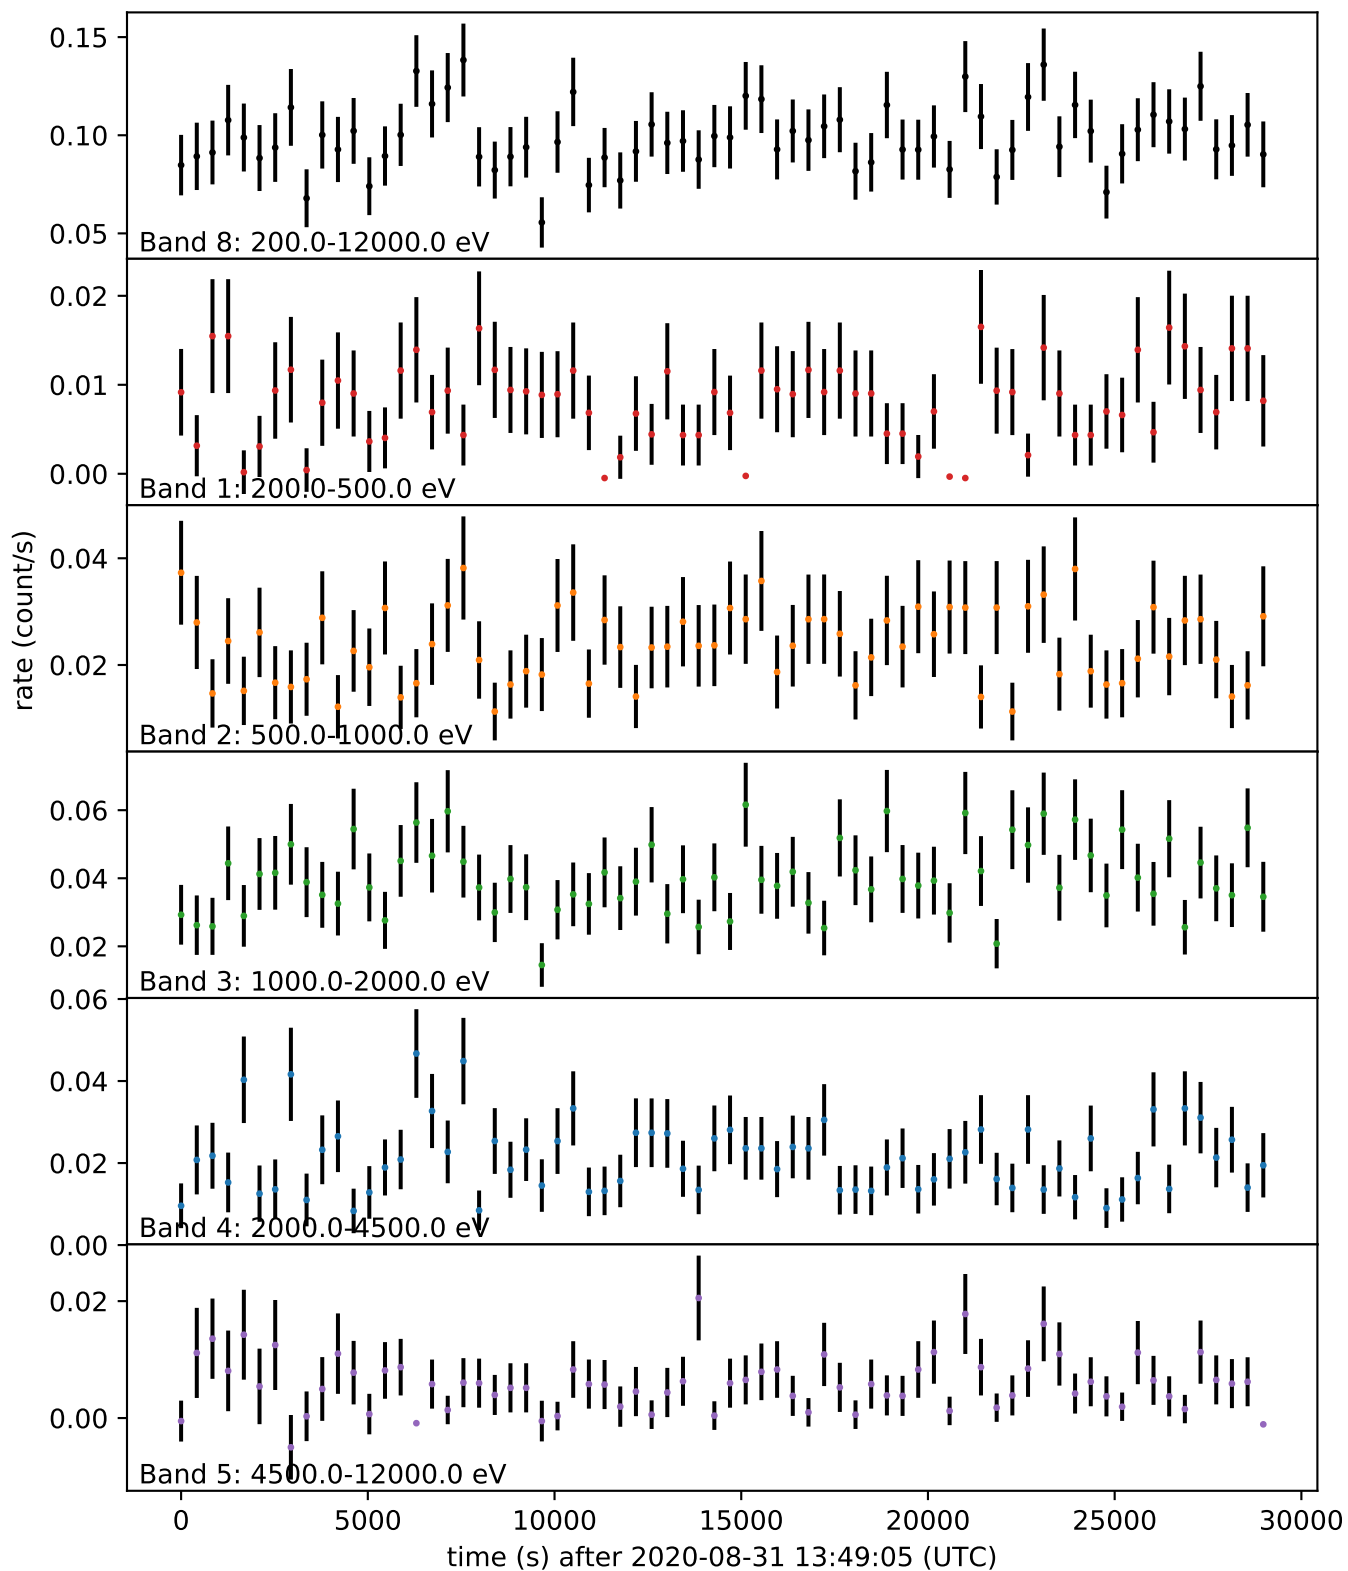 0.15
0.10
0.05
Band 8: 200.0-12000.0 eV
0.02
0.01
0.00
Band 1: 200.0-500.0 eV
rate (count/s)
0.04
0.02
Band 2: 500.0-1000.0 eV
0.06
0.04
0.02
Band 3: 1000.0-2000.0 eV
0.06
0.04
0.02
0.00
Band 4: 2000.0-4500.0 eV
0.02
0.00
Band 5: 4500.0-12000.0 eV
0 5000 10000 15000 20000 25000 30000
time (s) after 2020-08-31 13:49:05 (UTC)